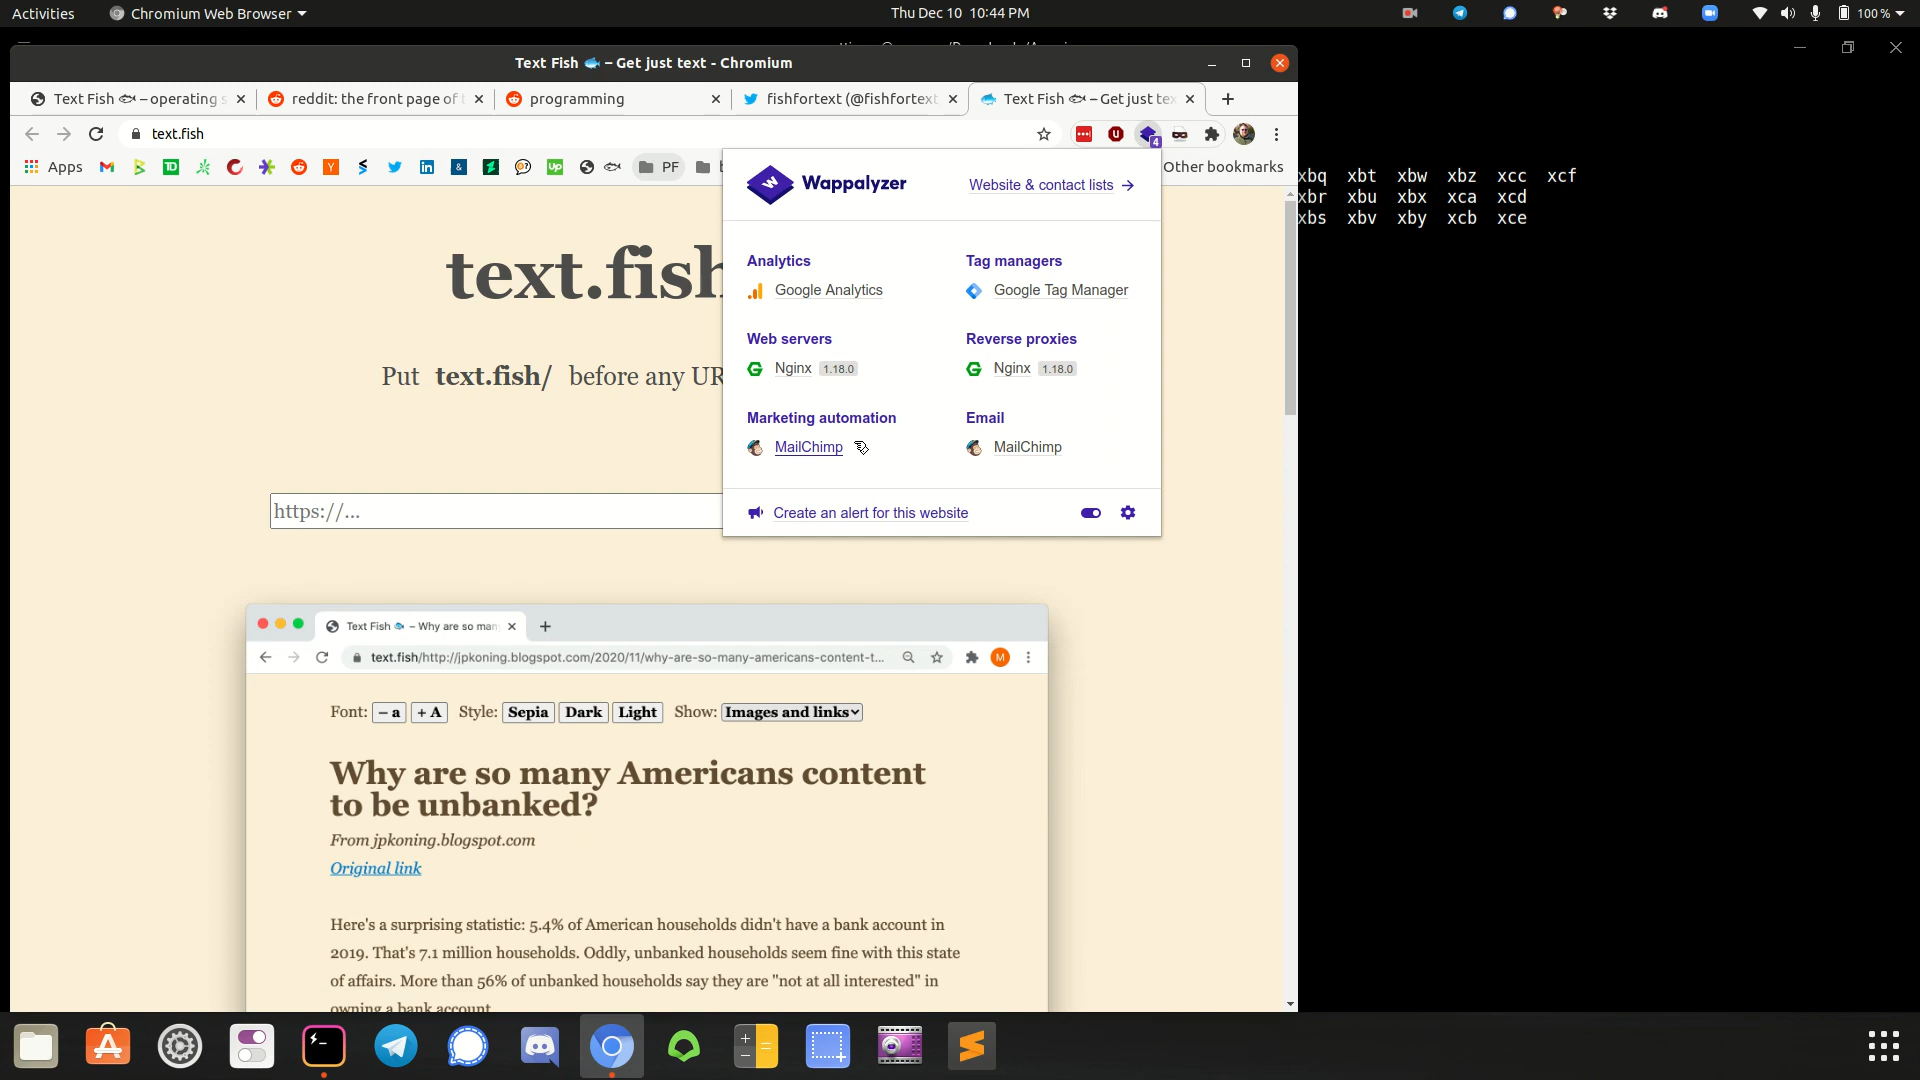 Activities Chromium Web Browser Thu Dec 10 10:44 PM 100 %
Text Fish – Get just text - Chromium
Text Fish – operating s reddit: the front page of programming fishfortext (@fishfortext Text Fish – Get just tex
text.fish 4
Apps PF Other bookmarks
Wappalyzer Website & contact lists
xbq xbt xbw xbz xcc xcf
xbr xbu xbx xca xcd
xbs xbv xby xcb xce
text.fish
Put text.fish/ before any UR
https://...
Analytics Tag managers
Google Analytics Google Tag Manager
Web servers Reverse proxies
Nginx 1.18.0 Nginx 1.18.0
Marketing automation Email
MailChimp MailChimp
Create an alert for this website
Text Fish – Why are so man
text.fish/http://jpkoning.blogspot.com/2020/11/why-are-so-many-americans-content-t... M
Font: – a + A Style: Sepia Dark Light Show: Images and links
Why are so many Americans content
to be unbanked?
From jpkoning.blogspot.com
Original link
Here's a surprising statistic: 5.4% of American households didn't have a bank account in
2019. That's 7.1 million households. Oddly, unbanked households seem fine with this state
of affairs. More than 56% of unbanked households say they are "not at all interested" in
owning a bank account